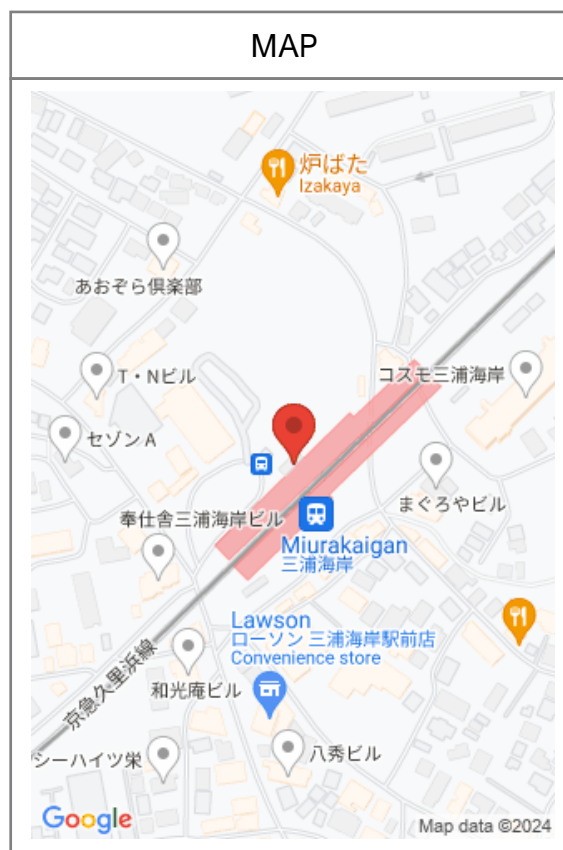 MAP
炉ばた
Izakaya
あおぞら倶楽部
T・Nビル
コスモ三浦海岸
セゾンA
まぐろやビル
奉仕舎三浦海岸ビル
Miurakaigan
三浦海岸
Lawson
ローソン 三浦海岸駅前店
Convenience store
京急久里浜線
和光庵ビル
シーハイツ栄
八秀ビル
Google
Map data ©2024